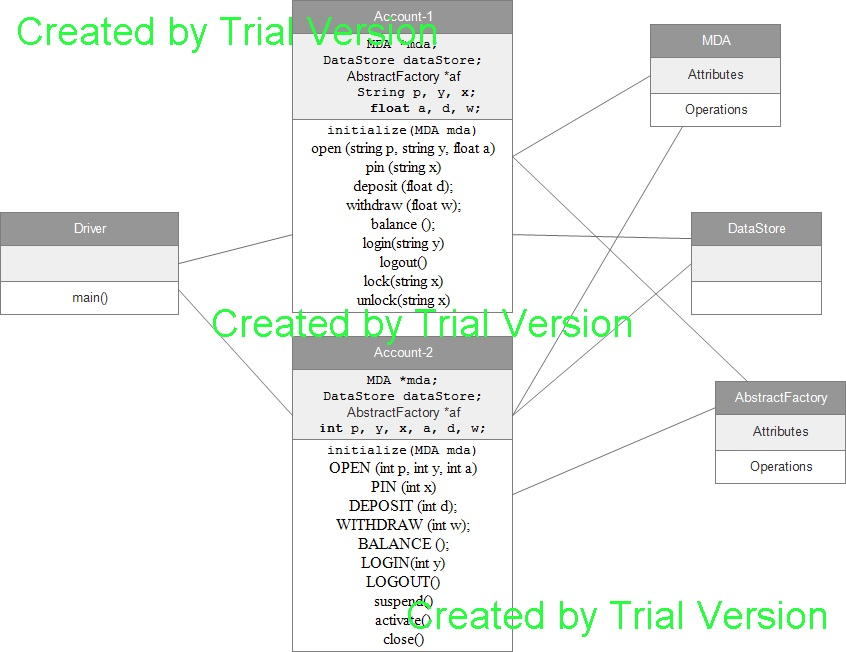 Created by Trial Version
Account-1
MDA *mda;
DataStore dataStore;
AbstractFactory *af
String p, y, x;
float a, d, w;
initialize(MDA mda)
open (string p, string y, float a)
pin (string x)
deposit (float d);
withdraw (float w);
balance ();
login(string y)
logout()
lock(string x)
unlock(string x)
MDA
Attributes
Operations
Driver
main()
DataStore
Created by Trial Version
Account-2
MDA *mda;
DataStore dataStore;
AbstractFactory *af
int p, y, x, a, d, w;
initialize(MDA mda)
OPEN (int p, int y, int a)
PIN (int x)
DEPOSIT (int d);
WITHDRAW (int w);
BALANCE ();
LOGIN(int y)
LOGOUT()
suspend()
activate()
close()
AbstractFactory
Attributes
Operations
Created by Trial Version